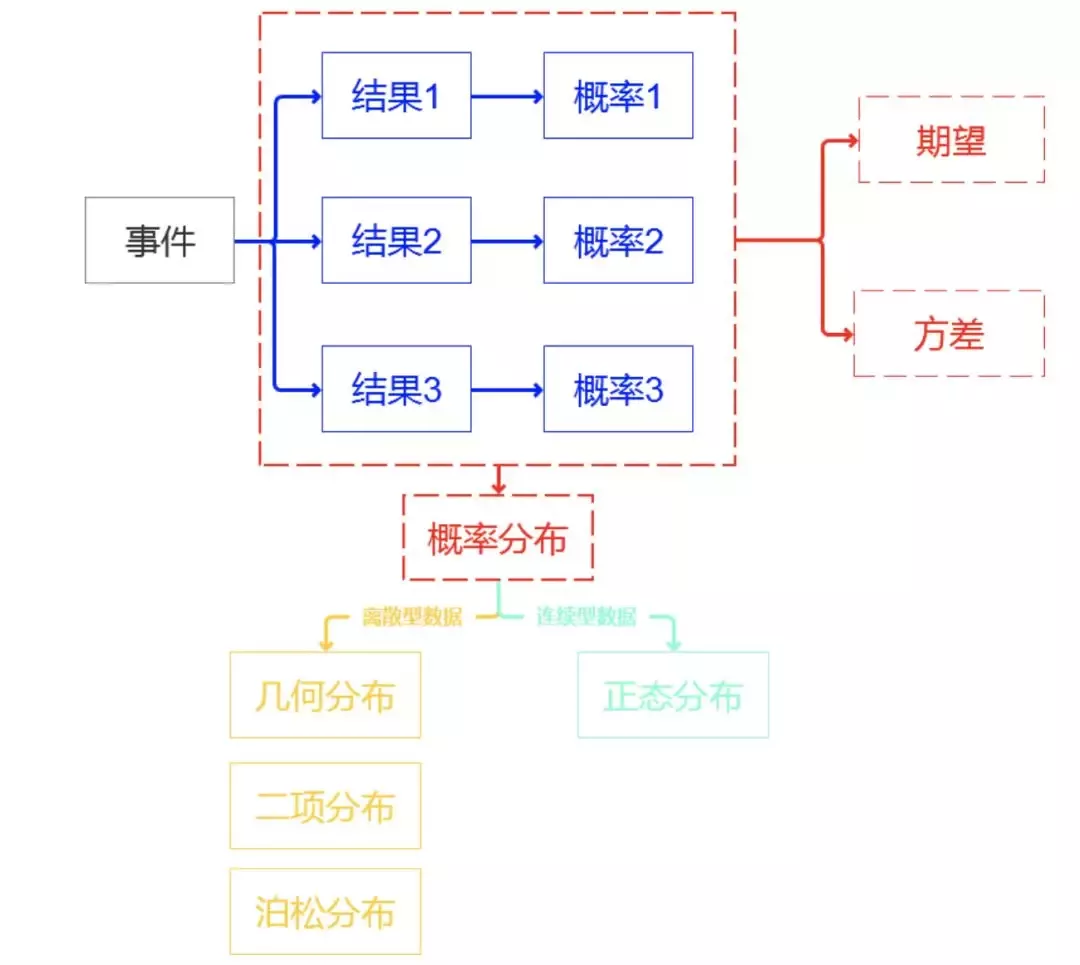 结果1
概率1
期望
事件
结果2
概率2
方差
结果3
概率3
概率分布
离散型数据
连续型数据
几何分布
正态分布
二项分布
泊松分布